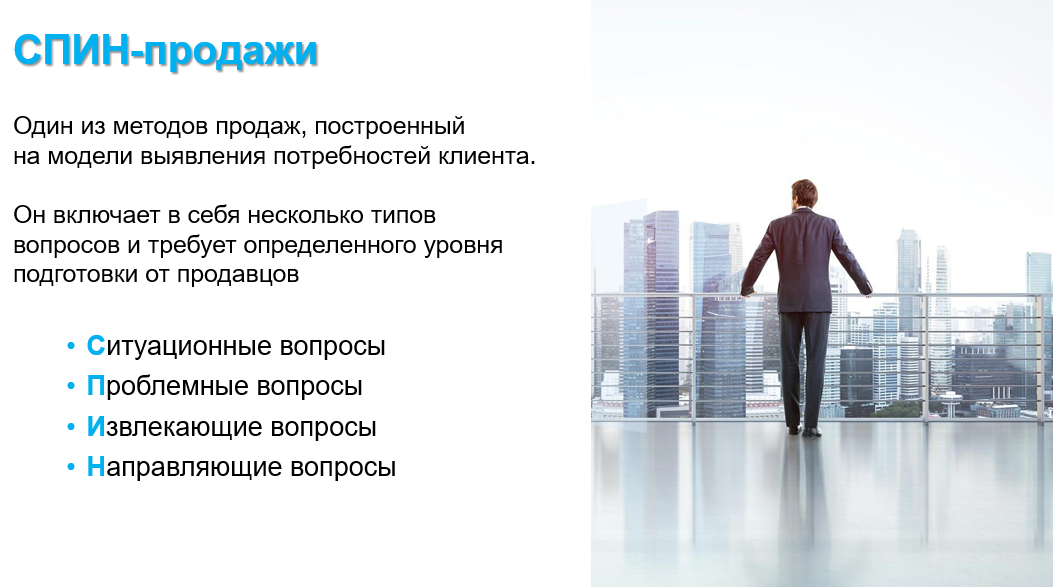 СПИН-продажи
Один из методов продаж, построенный
на модели выявления потребностей клиента.
Он включает в себя несколько типов
вопросов и требует определенного уровня
подготовки от продавцов
• Ситуационные вопросы
• Проблемные вопросы
• Извлекающие вопросы
• Направляющие вопросы